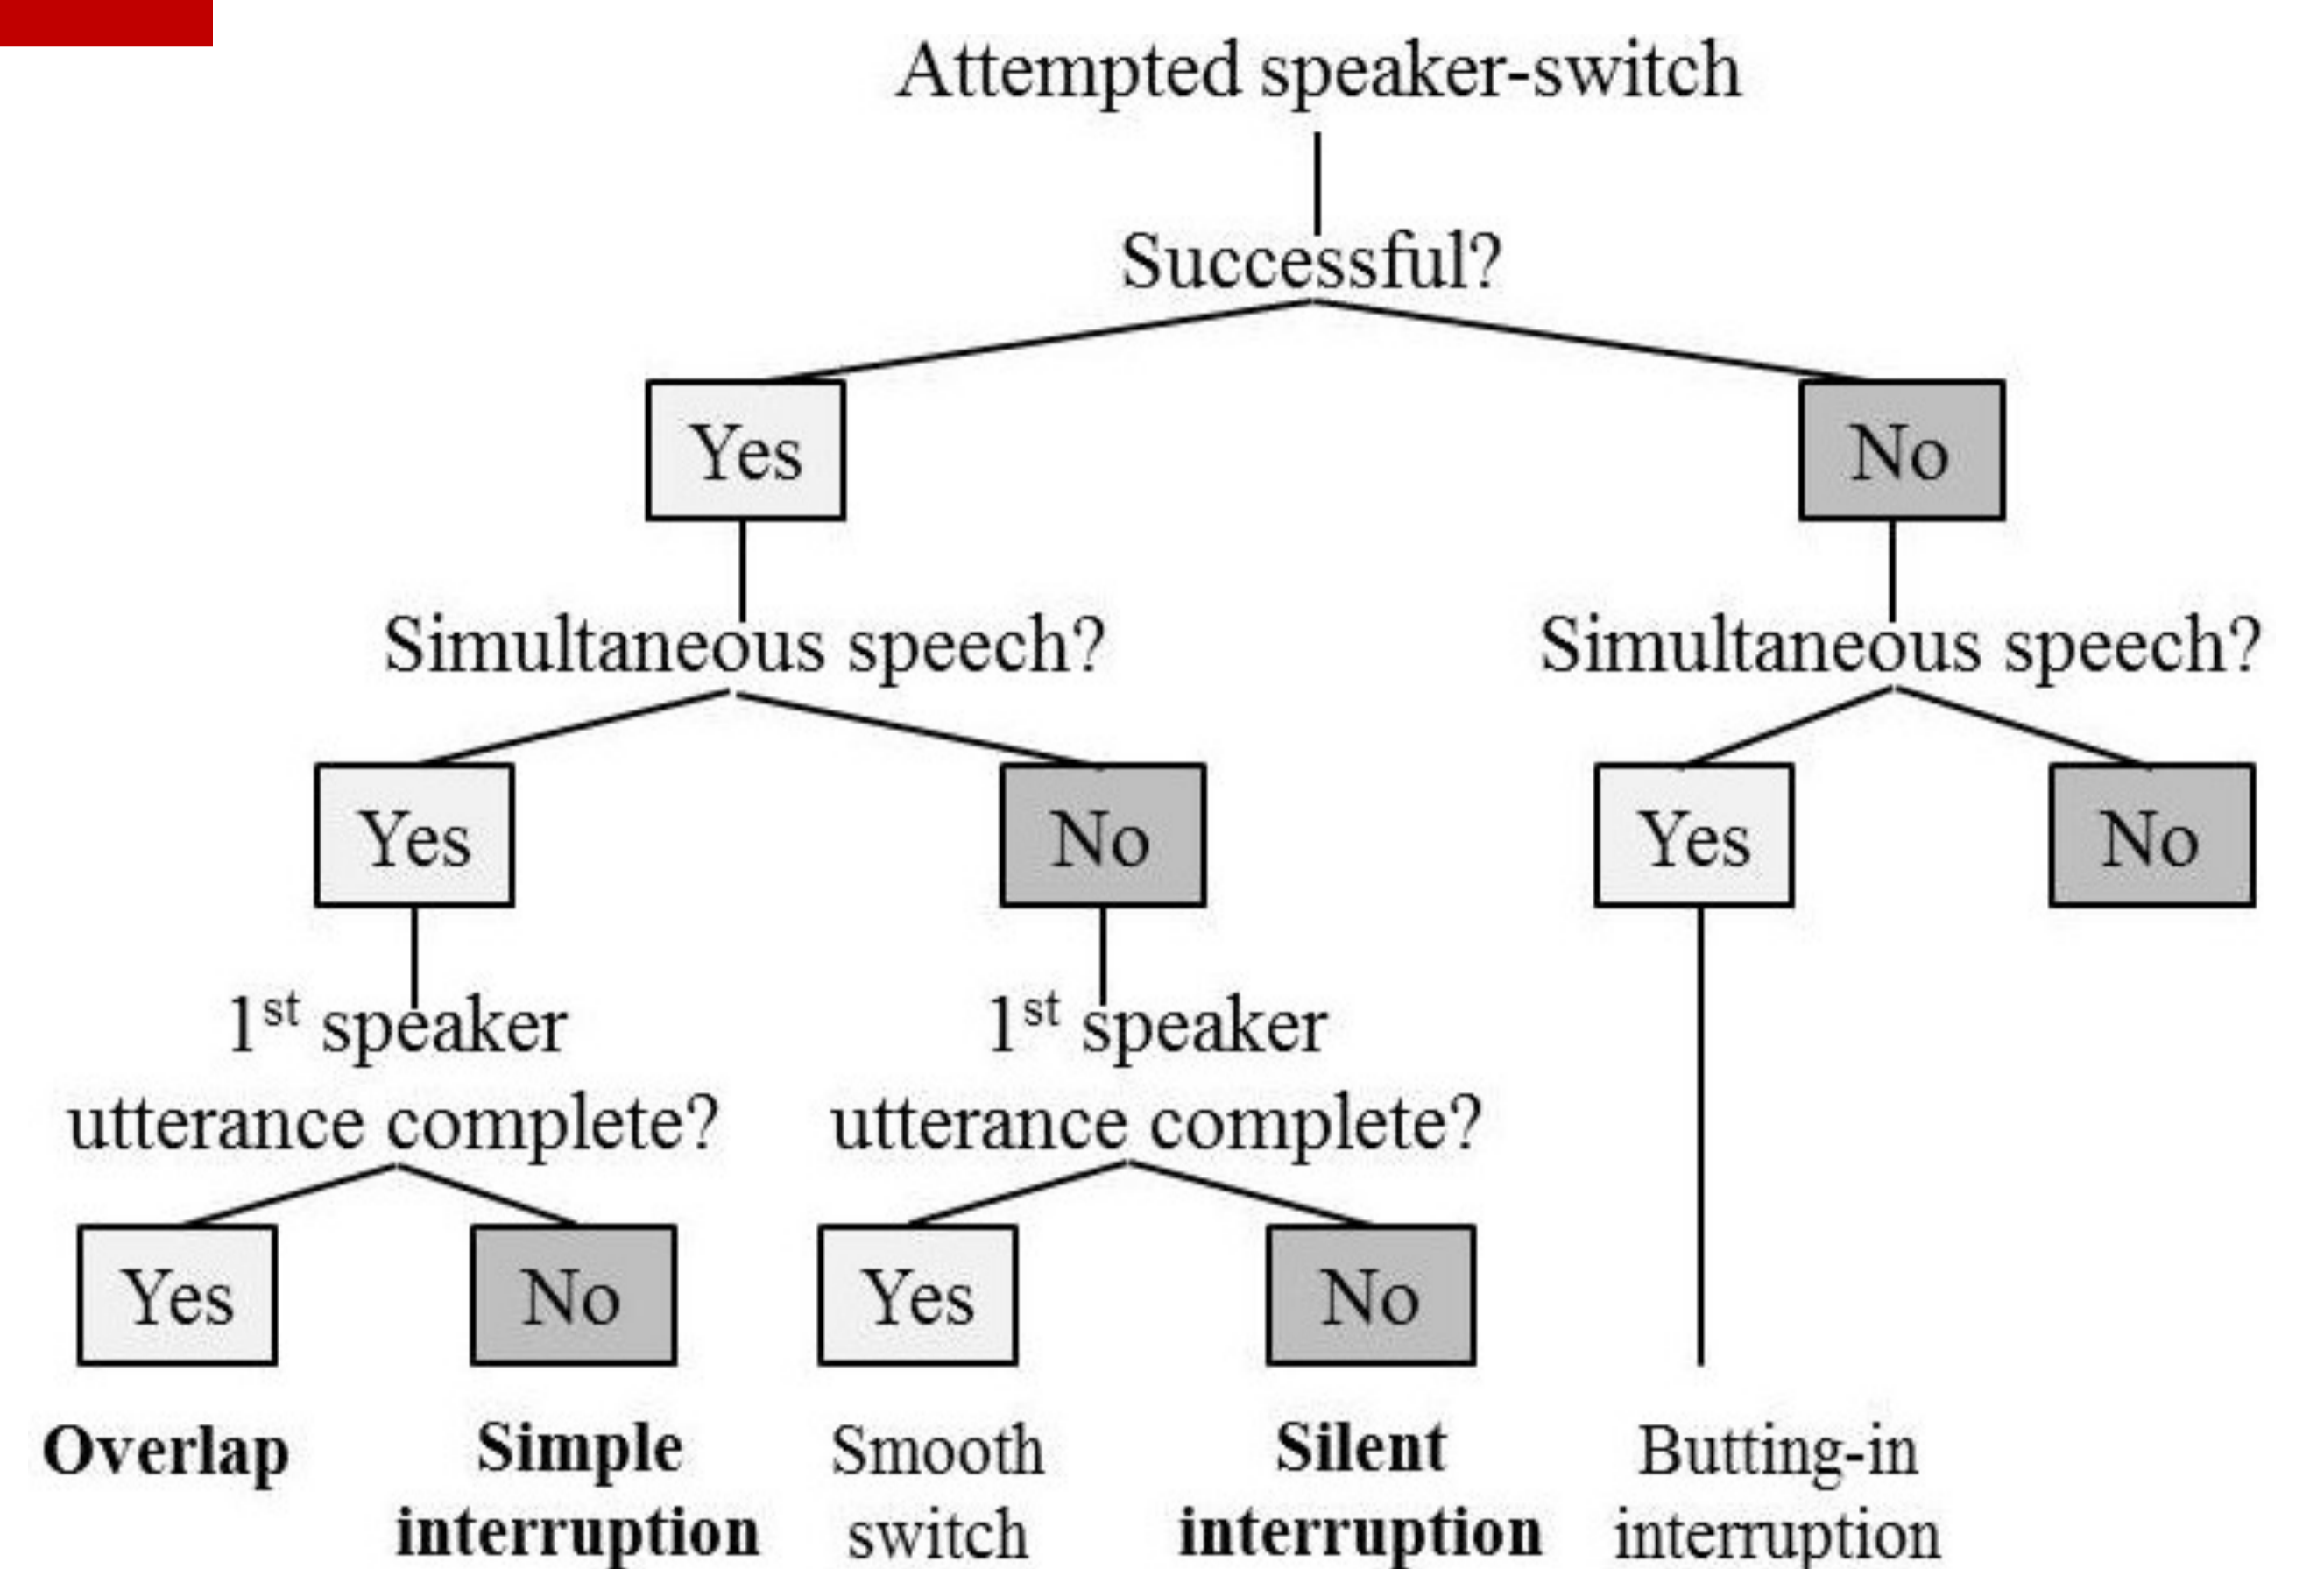 Attempted speaker-switch
Successful?
Yes
No
Simultaneous speech?
Simultaneous speech?
Yes
No
Yes
No
1st speaker
utterance complete?
1st speaker
utterance complete?
Yes
No
Yes
No
Overlap
Simple
interruption
Smooth
switch
Silent
interruption
Butting-in
interruption